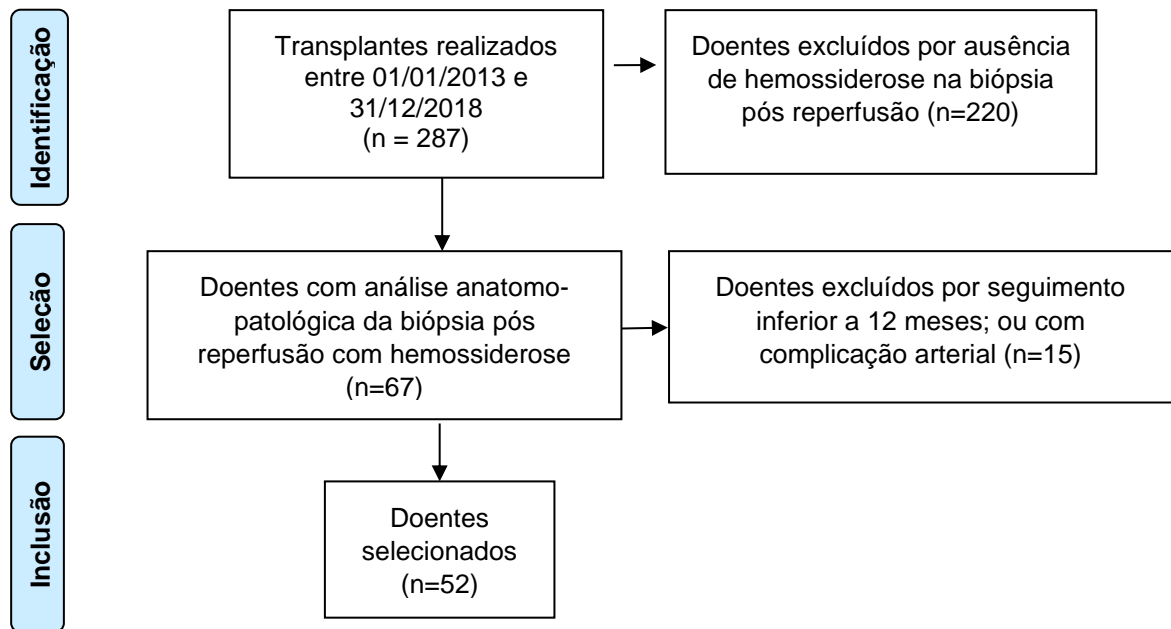 Identificação
Transplantes realizados
entre 01/01/2013 e
31/12/2018
(n = 287)
Doentes excluídos por ausência
de hemossiderose na biópsia
pós reperfusão (n=220)
Seleção
Doentes com análise anatomo-
patológica da biópsia pós
reperfusão com hemossiderose
(n=67)
Doentes excluídos por seguimento
inferior a 12 meses; ou com
complicação arterial (n=15)
Inclusão
Doentes
selecionados
(n=52)